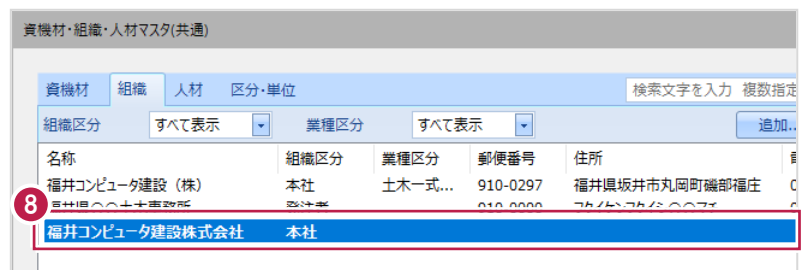 資機材・組織・人材マスタ(共通)
資機材 組織 人材 区分・単位 検索文字を入力 複数指定
組織区分 すべて表示 業種区分 すべて表示 追加...
名称 組織区分 業種区分 郵便番号 住所
福井コンピュータ建設（株） 本社 土木一式... 910-0297 福井県坂井市丸岡町磯部福庄
8
福井コンピュータ建設株式会社 本社